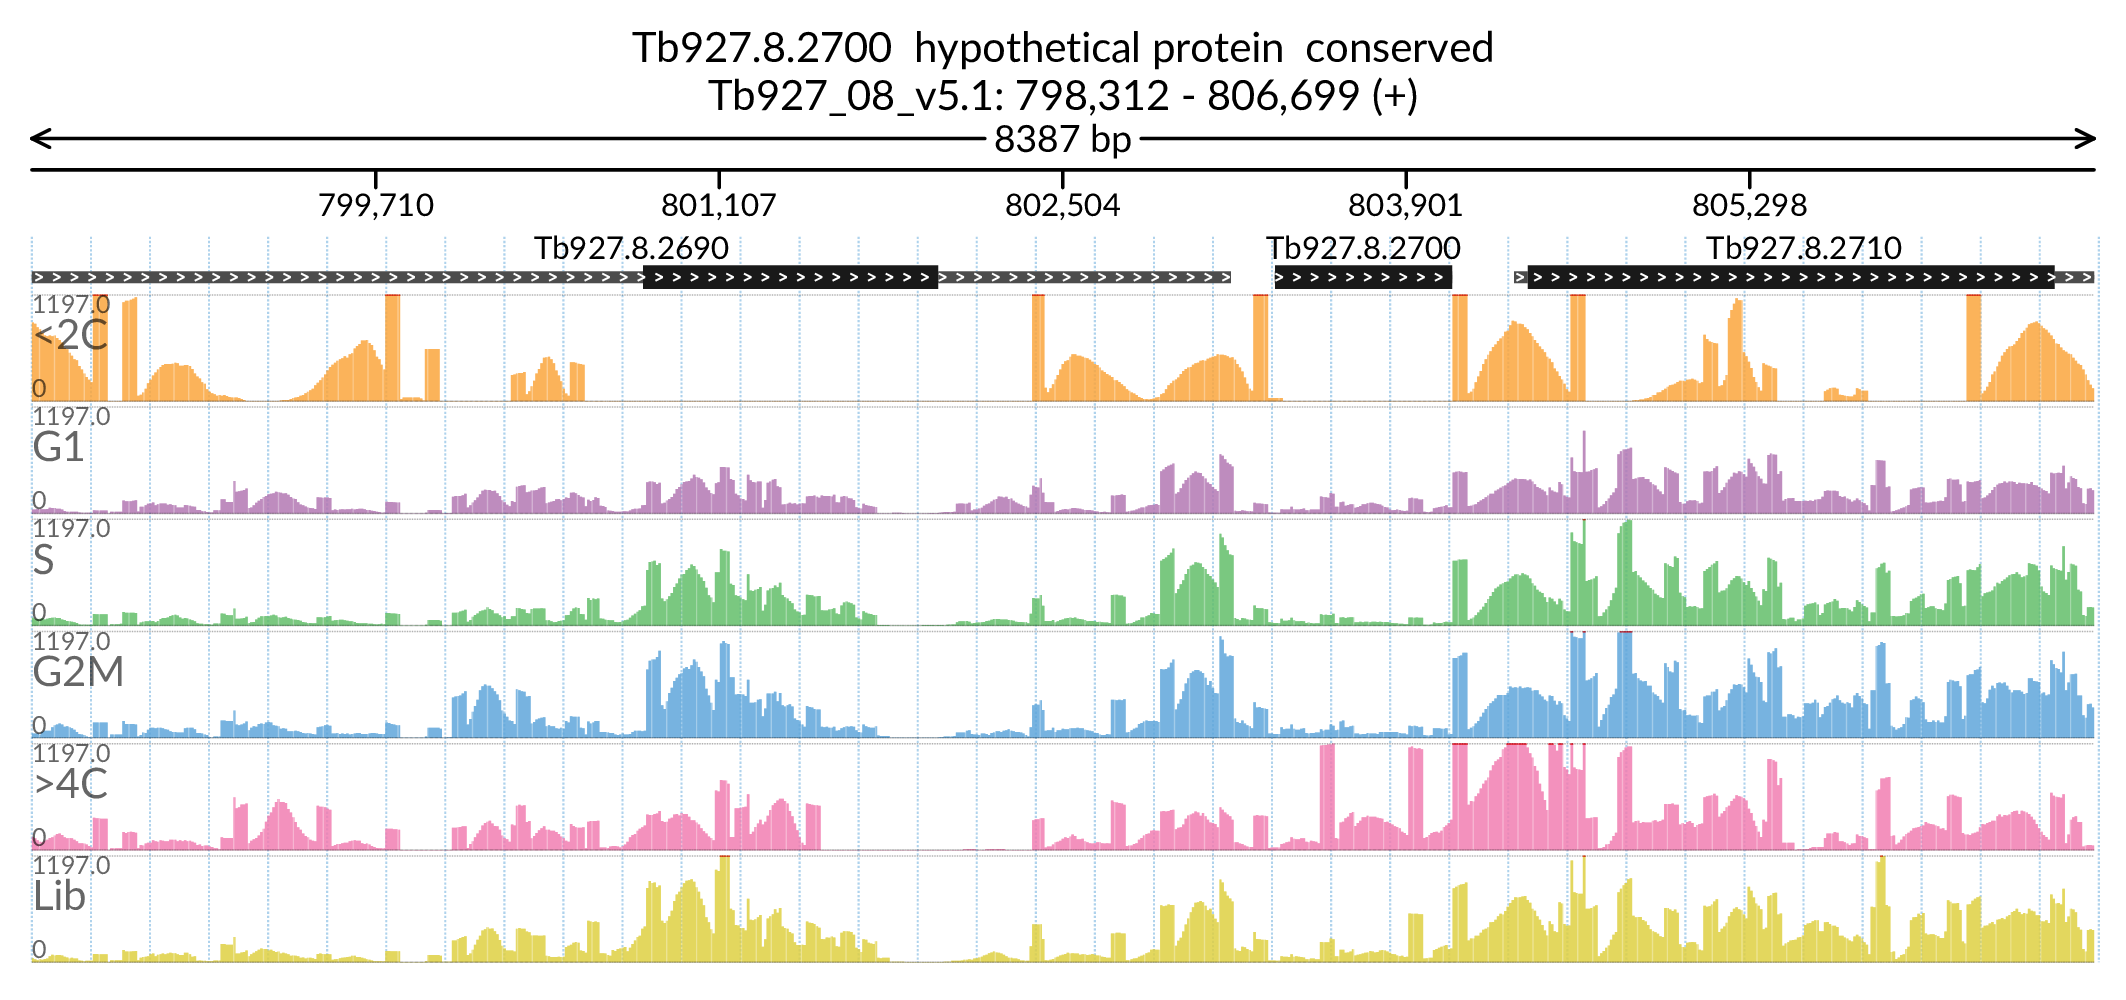 Tb927.8.2700  hypothetical protein  conserved
Tb927_08_v5.1: 798,312 - 806,699 (+)
8387 bp
799,710 801,107 802,504 803,901 805,298
Tb927.8.2690 Tb927.8.2700 Tb927.8.2710
1197.0
<2C
0
1197.0
G1
0
1197.0
S
0
1197.0
G2M
0
1197.0
>4C
0
1197.0
Lib
0